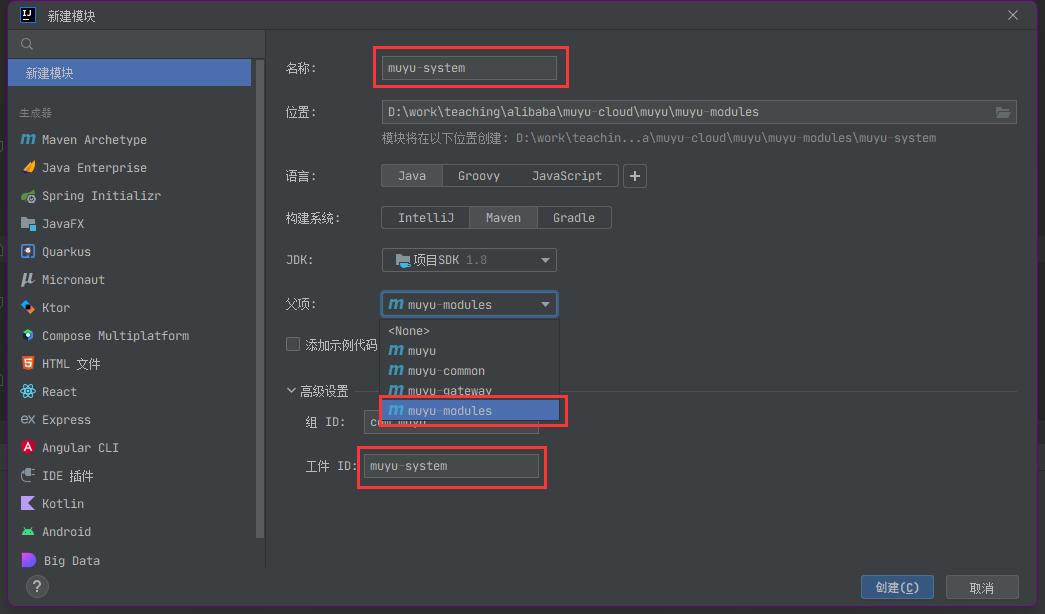 新建模块
新建模块
生成器
Maven Archetype
Java Enterprise
Spring Initializr
JavaFX
Quarkus
Micronaut
Ktor
Compose Multiplatform
HTML 文件
React
Express
Angular CLI
IDE 插件
Kotlin
Android
Big Data
名称: muyu-system
位置: D:\work\teaching\alibaba\muyu-cloud\muyu\muyu-modules
模块将在以下位置创建: D:\work\teachin...a\muyu-cloud\muyu\muyu-modules\muyu-system
语言: Java Groovy JavaScript +
构建系统: IntelliJ Maven Gradle
JDK: 项目SDK 1.8
父项: muyu-modules
<None>
muyu
添加示例代码
muyu-common
muyu-gateway
高级设置
muyu-modules
组 ID: com.muyu
工件 ID: muyu-system
? 创建(C) 取消